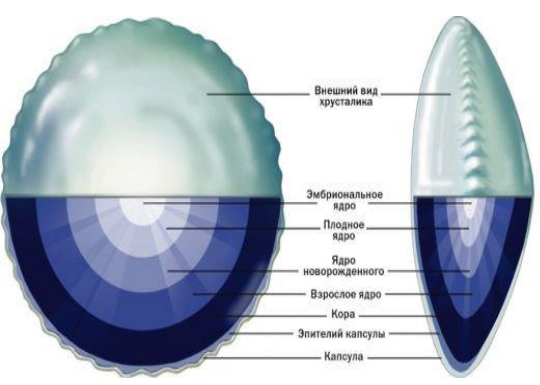 Внешний вид
хрусталика
Эмбриональное
ядро
Плодное
ядро
Ядро
новорожденного
Взрослое ядро
Кора
Эпителий капсулы
Капсула